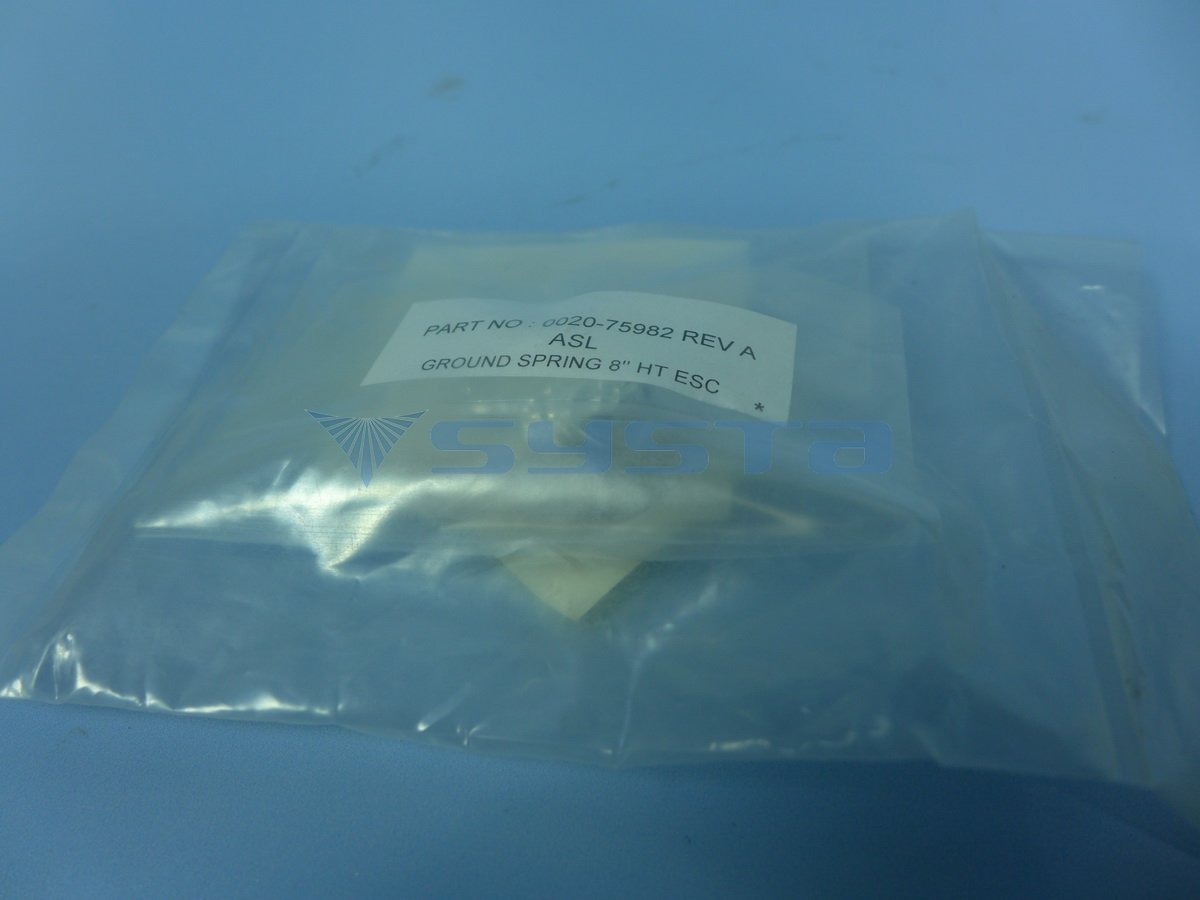 PART NO : 0020-75982 REV A
ASL
GROUND SPRING 8" HT ESC
*
SYSTA